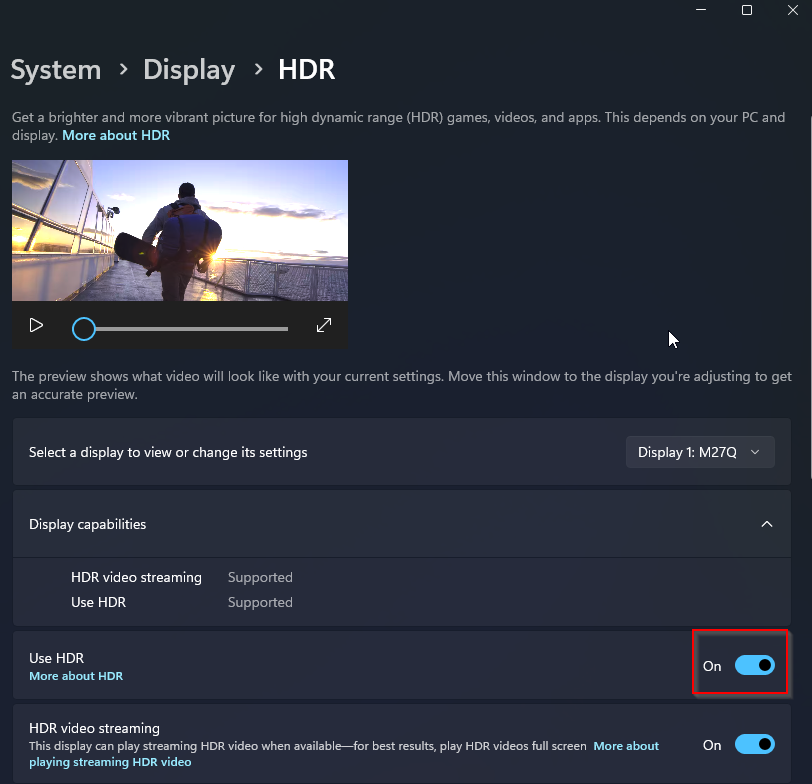 System > Display > HDR
Get a brighter and more vibrant picture for high dynamic range (HDR) games, videos, and apps. This depends on your PC and
display. More about HDR
The preview shows what video will look like with your current settings. Move this window to the display you're adjusting to get
an accurate preview.
Select a display to view or change its settings
Display 1: M27Q
Display capabilities
HDR video streaming Supported
Use HDR Supported
Use HDR
More about HDR
On
HDR video streaming
This display can play streaming HDR video when available—for best results, play HDR videos full screen More about
playing streaming HDR video
On